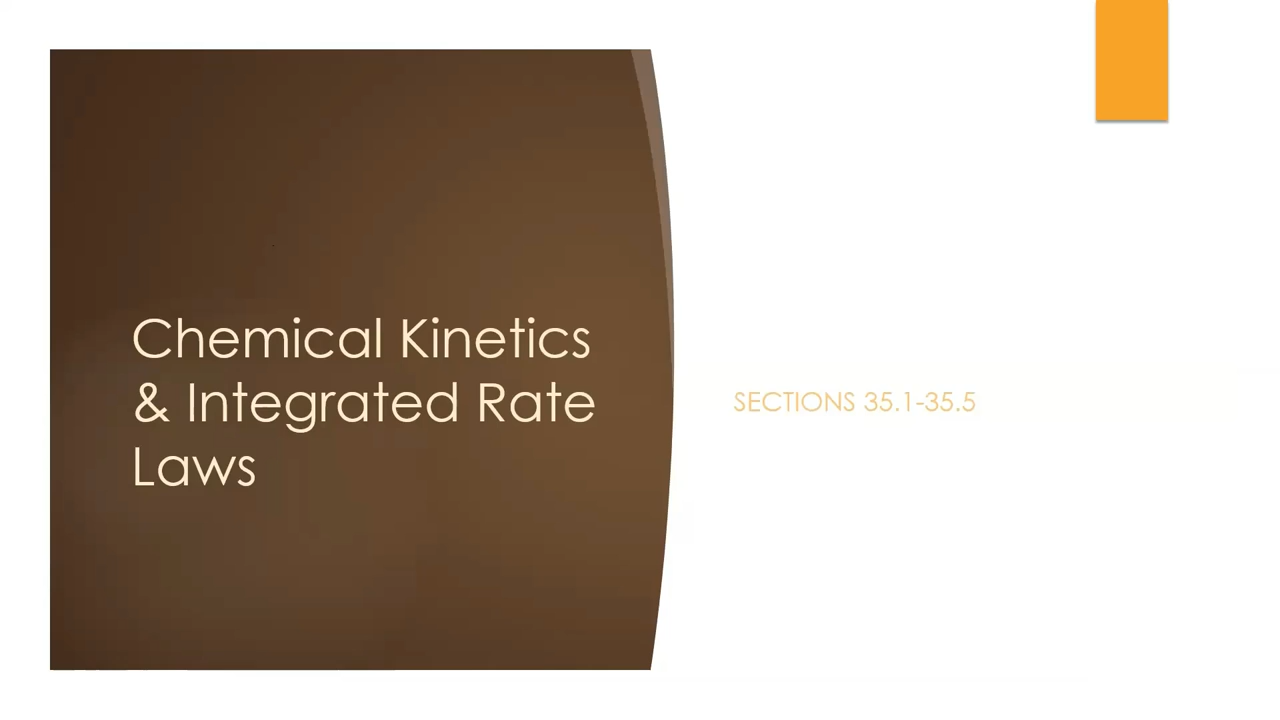 Chemical Kinetics
& Integrated Rate
Laws
SECTIONS 35.1-35.5